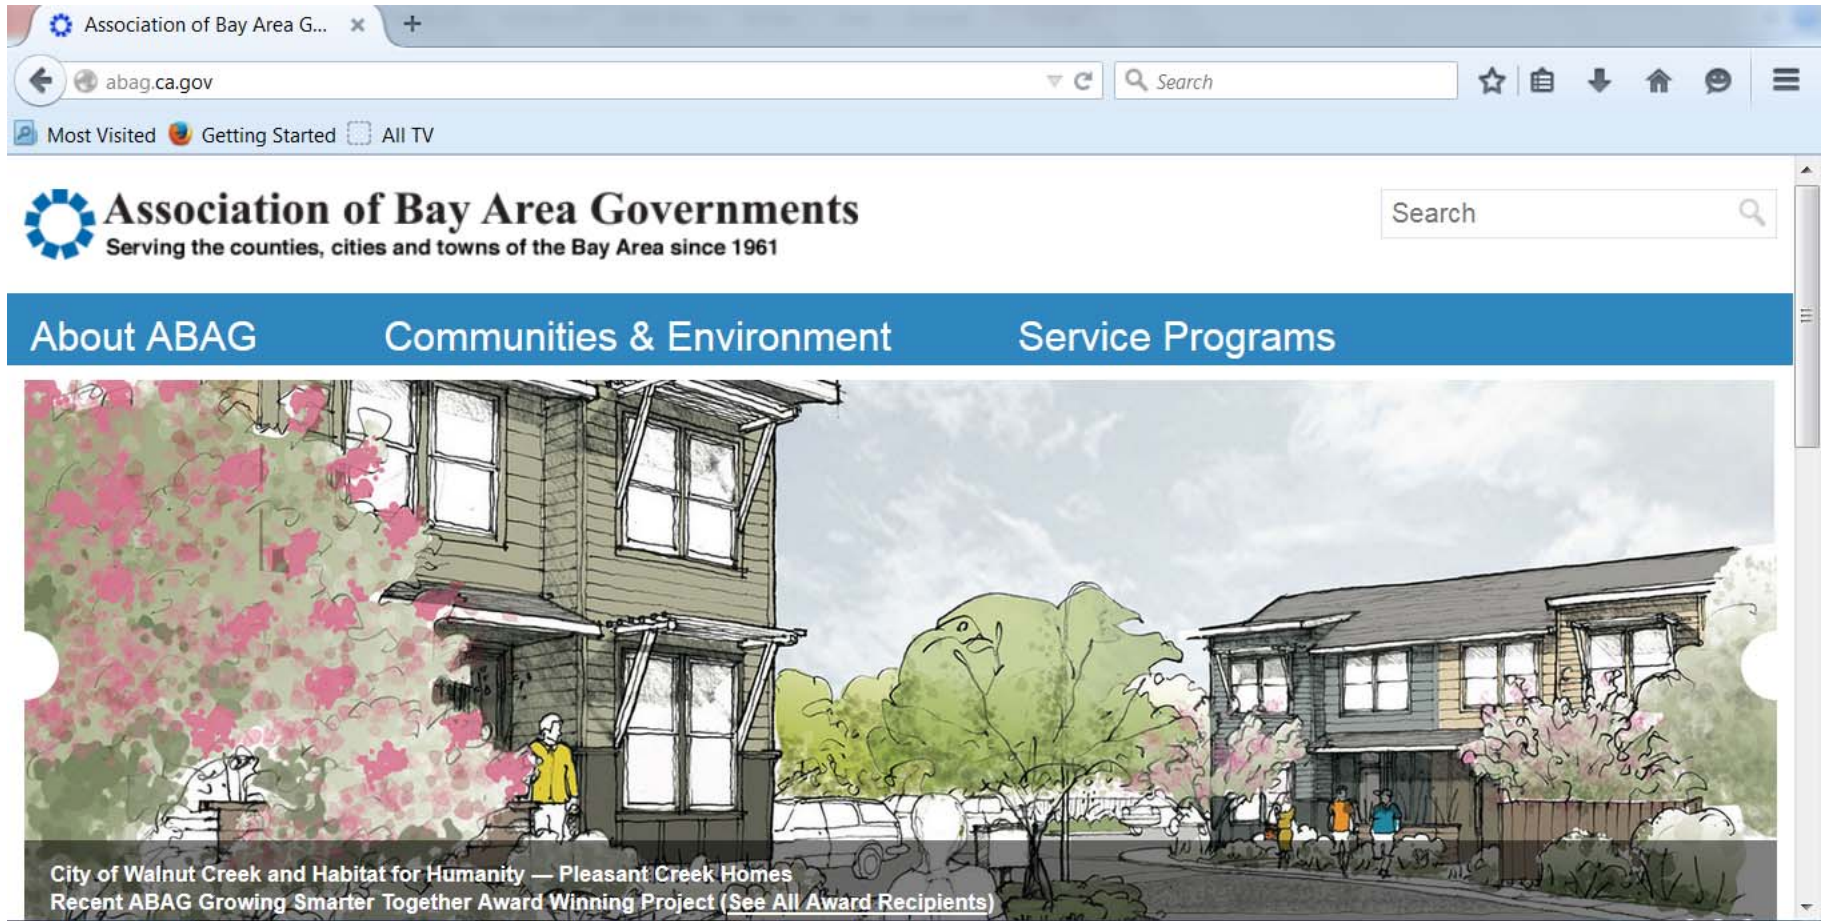 Association of Bay Area G...
abag.ca.gov
Search
Most Visited Getting Started All TV
Association of Bay Area Governments
Serving the counties, cities and towns of the Bay Area since 1961
Search
About ABAG Communities & Environment Service Programs
City of Walnut Creek and Habitat for Humanity — Pleasant Creek Homes
Recent ABAG Growing Smarter Together Award Winning Project (See All Award Recipients)